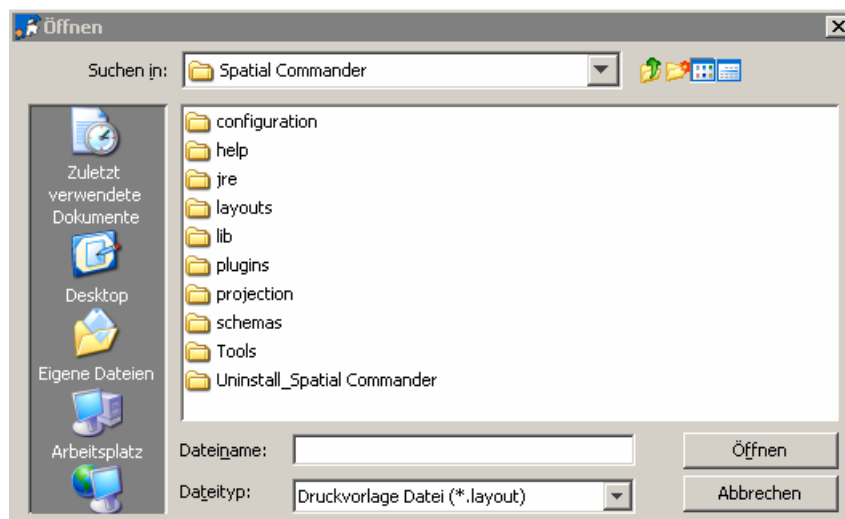 Öffnen
Suchen in:
Spatial Commander
Zuletzt
verwendete
Dokumente
Desktop
Eigene Dateien
Arbeitsplatz
configuration
help
jre
layouts
lib
plugins
projection
schemas
Tools
Uninstall_Spatial Commander
Dateiname:
Öffnen
Dateityp:
Druckvorlage Datei (*.layout)
Abbrechen